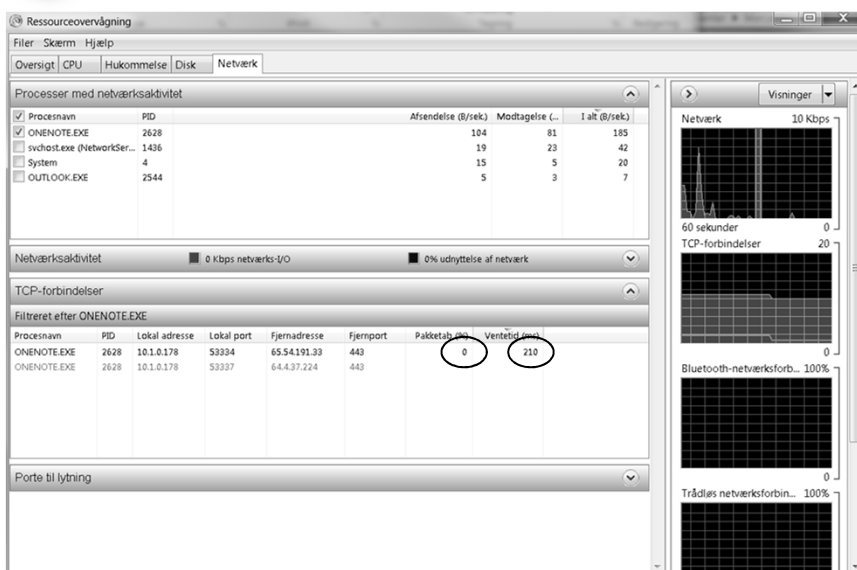 Ressourceovervågning
Filer Skærm Hjælp
Oversigt CPU Hukommelse Disk Netværk
Processer med netværksaktivitet
Procesnavn PID Afsendelse (B/sek.) Modtagelse (... I alt (B/sek.)
ONENOTE.EXE 2628 104 81 185
svchost.exe (NetworkSer... 1436 19 23 42
System 4 15 5 20
OUTLOOK.EXE 2544 5 3 7
Netværksaktivitet 0 Kbps netværks-I/O 0% udnyttelse af netværk
TCP-forbindelser
Filtreret efter ONENOTE.EXE
Procesnavn PID Lokal adresse Lokal port Fjernadresse Fjernport Pakketab (%) Ventetid (ms)
ONENOTE.EXE 2628 10.1.0.178 53334 65.54.191.33 443 0 210
ONENOTE.EXE 2628 10.1.0.178 53337 64.4.37.224 443
Porte til lytning
Visninger
Netværk 10 Kbps
60 sekunder 0
TCP-forbindelser 20
0
Bluetooth-netværksforb... 100%
0
Trådløs netværksforbin... 100%